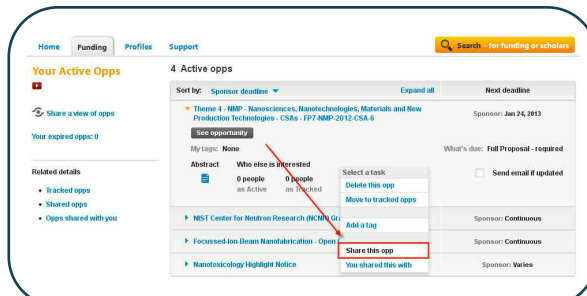 Home Funding Profiles Support
Search for funding or scholars
Your Active Opps
Share a view of opps
Your expired opps: 0
Related details
• Tracked opps
• Shared opps
• Opps shared with you
4 Active opps
Sort by: Sponsor deadline Expand all Next deadline
Theme 4 - NMP - Nanosciences, Nanotechnologies, Materials and New
Production Technologies - CSAs - FP7-NMP-2012-CSA-6
Sponsor: Jan 24, 2013
See opportunity
My tags: None
What's due: Full Proposal - required
Abstract Who else is interested
0 people 0 people
as Active as Tracked
Send email if updated
Select a task
Delete this opp
Move to tracked opps
Add a tag
Share this opp
You shared this with
NIST Center for Neutron Research (NCNR) Sponsor: Continuous
Focussed-Ion-Beam Nanofabrication - Open Sponsor: Continuous
Nanotoxicology Highlight Notice Sponsor: Varies